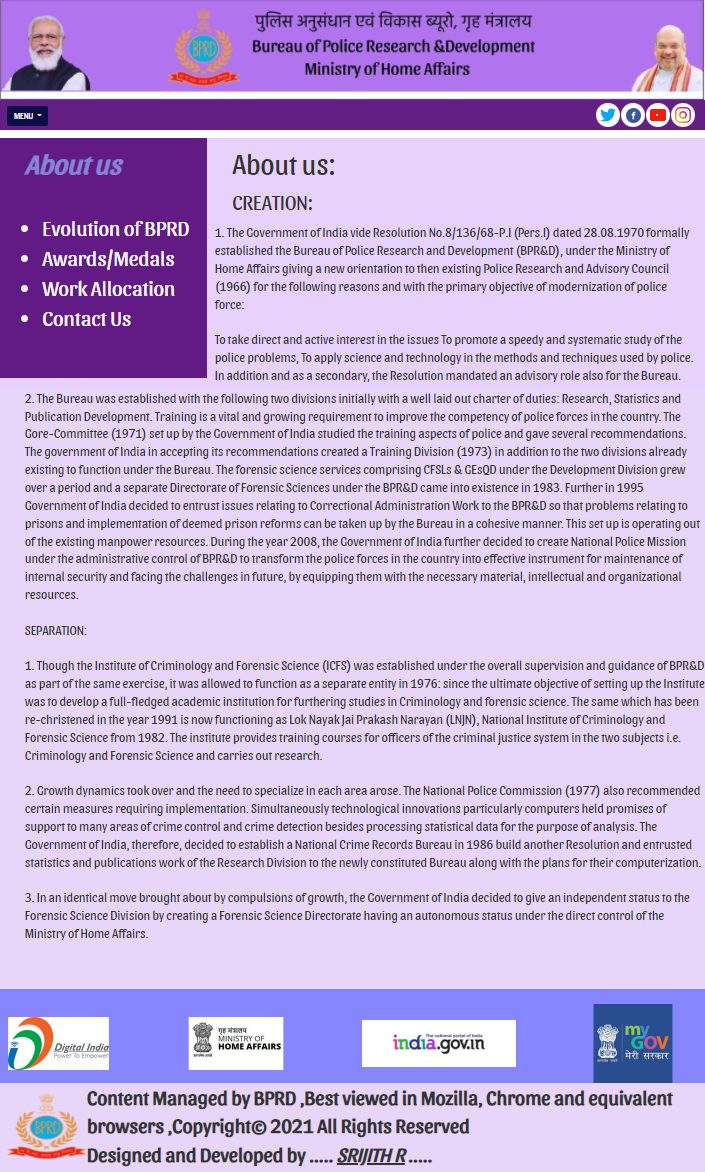 पुलिस अनुसंधान एवं विकास ब्यूरो, गृह मंत्रालय
BPRD
Bureau of Police Research &Development
Ministry of Home Affairs
MENU
About us
Evolution of BPRD
Awards/Medals
Work Allocation
Contact Us
About us:
CREATION:
1. The Government of India vide Resolution No.8/136/68-P.I (Pers.I) dated 28.08.1970 formally
established the Bureau of Police Research and Development (BPR&D), under the Ministry of
Home Affairs giving a new orientation to then existing Police Research and Advisory Council
(1966) for the following reasons and with the primary objective of modernization of police
force:
To take direct and active interest in the issues To promote a speedy and systematic study of the
police problems, To apply science and technology in the methods and techniques used by police.
In addition and as a secondary, the Resolution mandated an advisory role also for the Bureau.
2. The Bureau was established with the following two divisions initially with a well laid out charter of duties: Research, Statistics and
Publication Development. Training is a vital and growing requirement to improve the competency of police forces in the country. The
Gore-Committee (1971) set up by the Government of India studied the training aspects of police and gave several recommendations.
The government of India in accepting its recommendations created a Training Division (1973) in addition to the two divisions already
existing to function under the Bureau. The forensic science services comprising CFSLs & GEsQD under the Development Division grew
over a period and a separate Directorate of Forensic Sciences under the BPR&D came into existence in 1983. Further in 1995
Government of India decided to entrust issues relating to Correctional Administration Work to the BPR&D so that problems relating to
prisons and implementation of deemed prison reforms can be taken up by the Bureau in a cohesive manner. This set up is operating out
of the existing manpower resources. During the year 2008, the Government of India further decided to create National Police Mission
under the administrative control of BPR&D to transform the police forces in the country into effective instrument for maintenance of
internal security and facing the challenges in future, by equipping them with the necessary material, intellectual and organizational
resources.
SEPARATION:
1. Though the Institute of Criminology and Forensic Science (ICFS) was established under the overall supervision and guidance of BPR&D
as part of the same exercise, it was allowed to function as a separate entity in 1976: since the ultimate objective of setting up the Institute
was to develop a full-fledged academic institution for furthering studies in Criminology and forensic science. The same which has been
re-christened in the year 1991 is now functioning as Lok Nayak Jai Prakash Narayan (LNJN), National Institute of Criminology and
Forensic Science from 1982. The institute provides training courses for officers of the criminal justice system in the two subjects i.e.
Criminology and Forensic Science and carries out research.
2. Growth dynamics took over and the need to specialize in each area arose. The National Police Commission (1977) also recommended
certain measures requiring implementation. Simultaneously technological innovations particularly computers held promises of
support to many areas of crime control and crime detection besides processing statistical data for the purpose of analysis. The
Government of India, therefore, decided to establish a National Crime Records Bureau in 1986 build another Resolution and entrusted
statistics and publications work of the Research Division to the newly constituted Bureau along with the plans for their computerization.
3. In an identical move brought about by compulsions of growth, the Government of India decided to give an independent status to the
Forensic Science Division by creating a Forensic Science Directorate having an autonomous status under the direct control of the
Ministry of Home Affairs.
Digital India
Power To Empower
गृह मंत्रालय
MINISTRY OF
HOME AFFAIRS
The national portal of India
india.gov.in
my
GOV
मेरी सरकार
BPRD
Content Managed by BPRD ,Best viewed in Mozilla, Chrome and equivalent
browsers ,Copyright© 2021 All Rights Reserved
Designed and Developed by ..... SRIJITH R .....